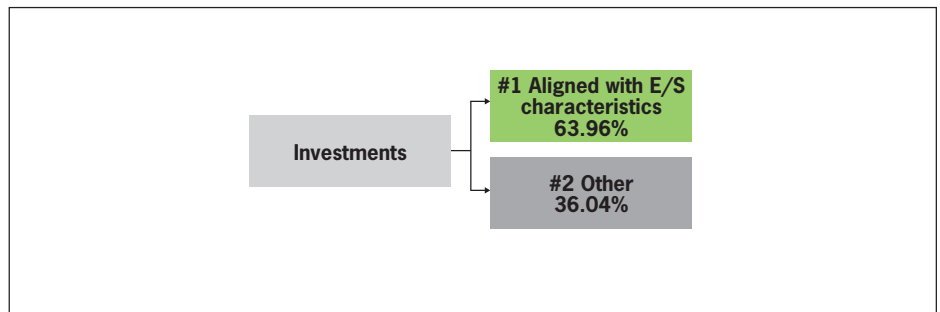 Investments
#1 Aligned with E/S
characteristics
63.96%
#2 Other
36.04%